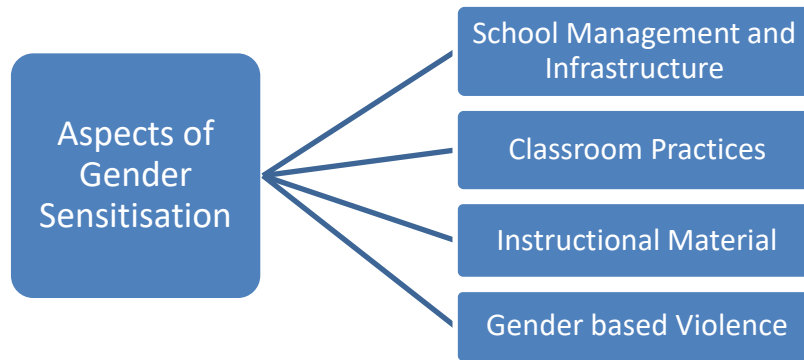 Aspects of
Gender
Sensitisation
School Management and
Infrastructure
Classroom Practices
Instructional Material
Gender based Violence